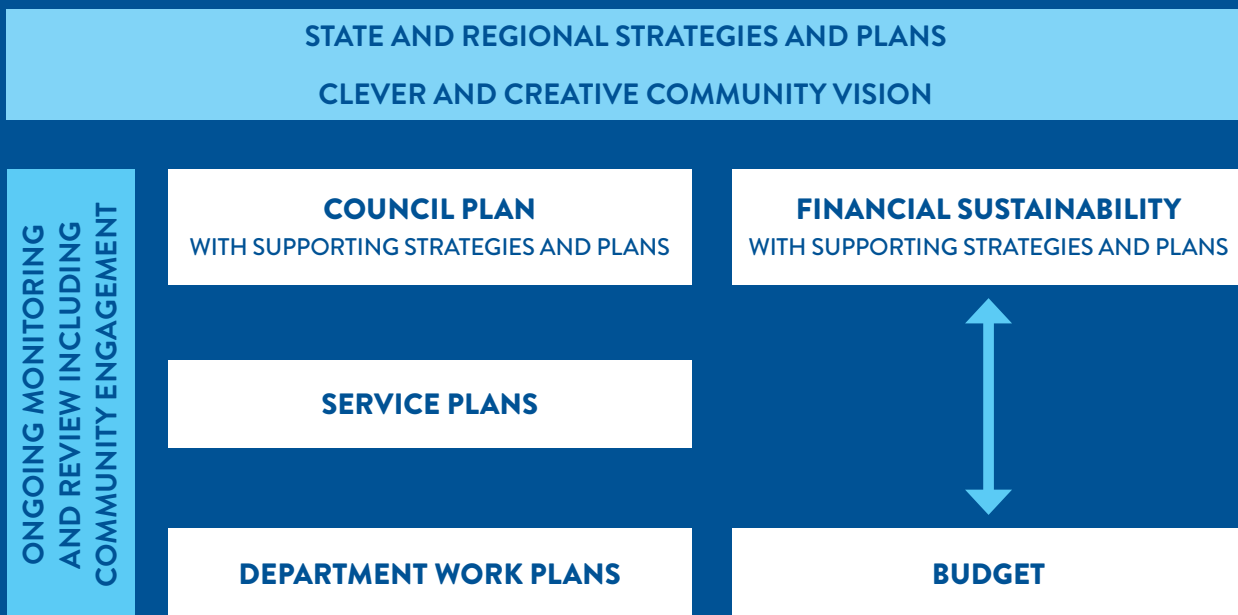 STATE AND REGIONAL STRATEGIES AND PLANS
CLEVER AND CREATIVE COMMUNITY VISION
ONGOING MONITORING
AND REVIEW INCLUDING
COMMUNITY ENGAGEMENT
COUNCIL PLAN
WITH SUPPORTING STRATEGIES AND PLANS
FINANCIAL SUSTAINABILITY
WITH SUPPORTING STRATEGIES AND PLANS
SERVICE PLANS
DEPARTMENT WORK PLANS
BUDGET